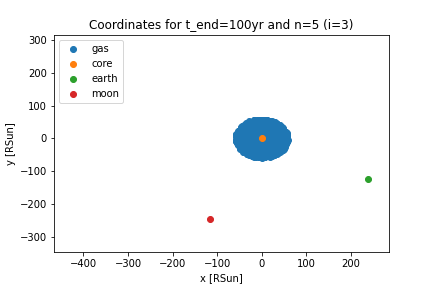 Coordinates for t_end=100yr and n=5 (i=3)
gas
core
earth
moon
y [RSun]
300
200
100
0
−100
−200
−300
−400 −300 −200 −100 0 100 200
x [RSun]